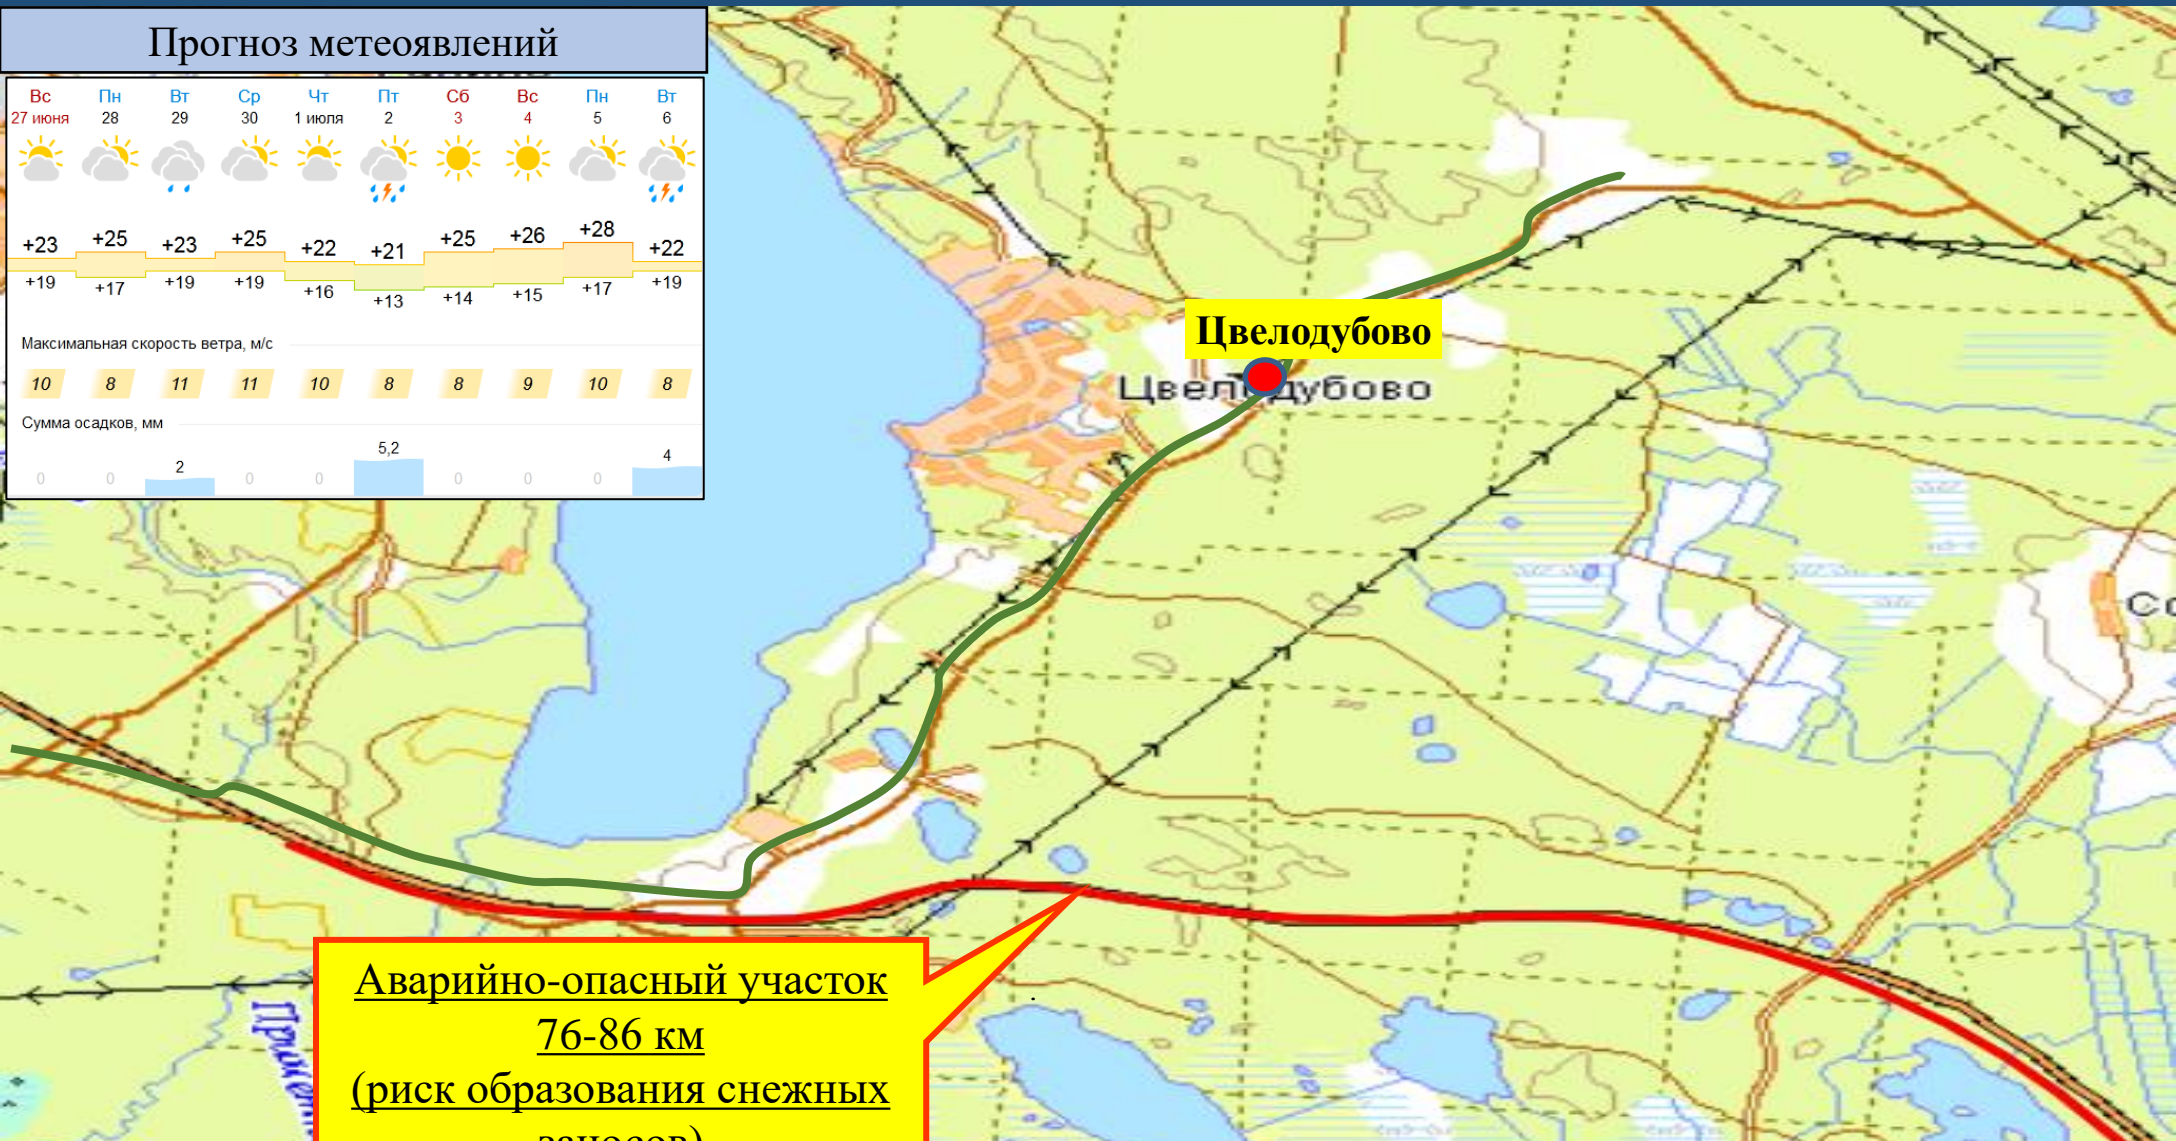 Прогноз метеоявлений
Вс Пн Вт Ср Чт Пт Сб Вс Пн Вт
27 июня 28 29 30 1 июля 2 3 4 5 6
+23 +25 +23 +25 +22 +21 +25 +26 +28 +22
+19 +17 +19 +19 +16 +13 +14 +15 +17 +19
Максимальная скорость ветра, м/с
10 8 11 11 10 8 8 9 10 8
Сумма осадков, мм
0 0 2 0 0 5,2 0 0 0 4
Цвелодубово
Цвелодубово
Со
Аварийно-опасный участок
76-86 км
(риск образования снежных
заносов)